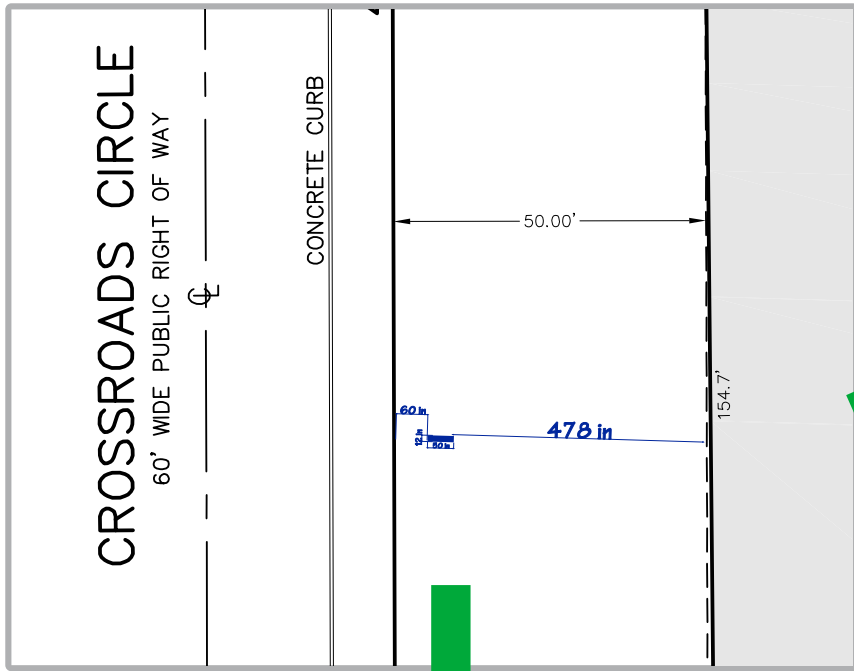 CROSSROADS CIRCLE
60' WIDE PUBLIC RIGHT OF WAY
℄
CONCRETE CURB
50.00'
154.7'
60 in
12 in
50 in
478 in